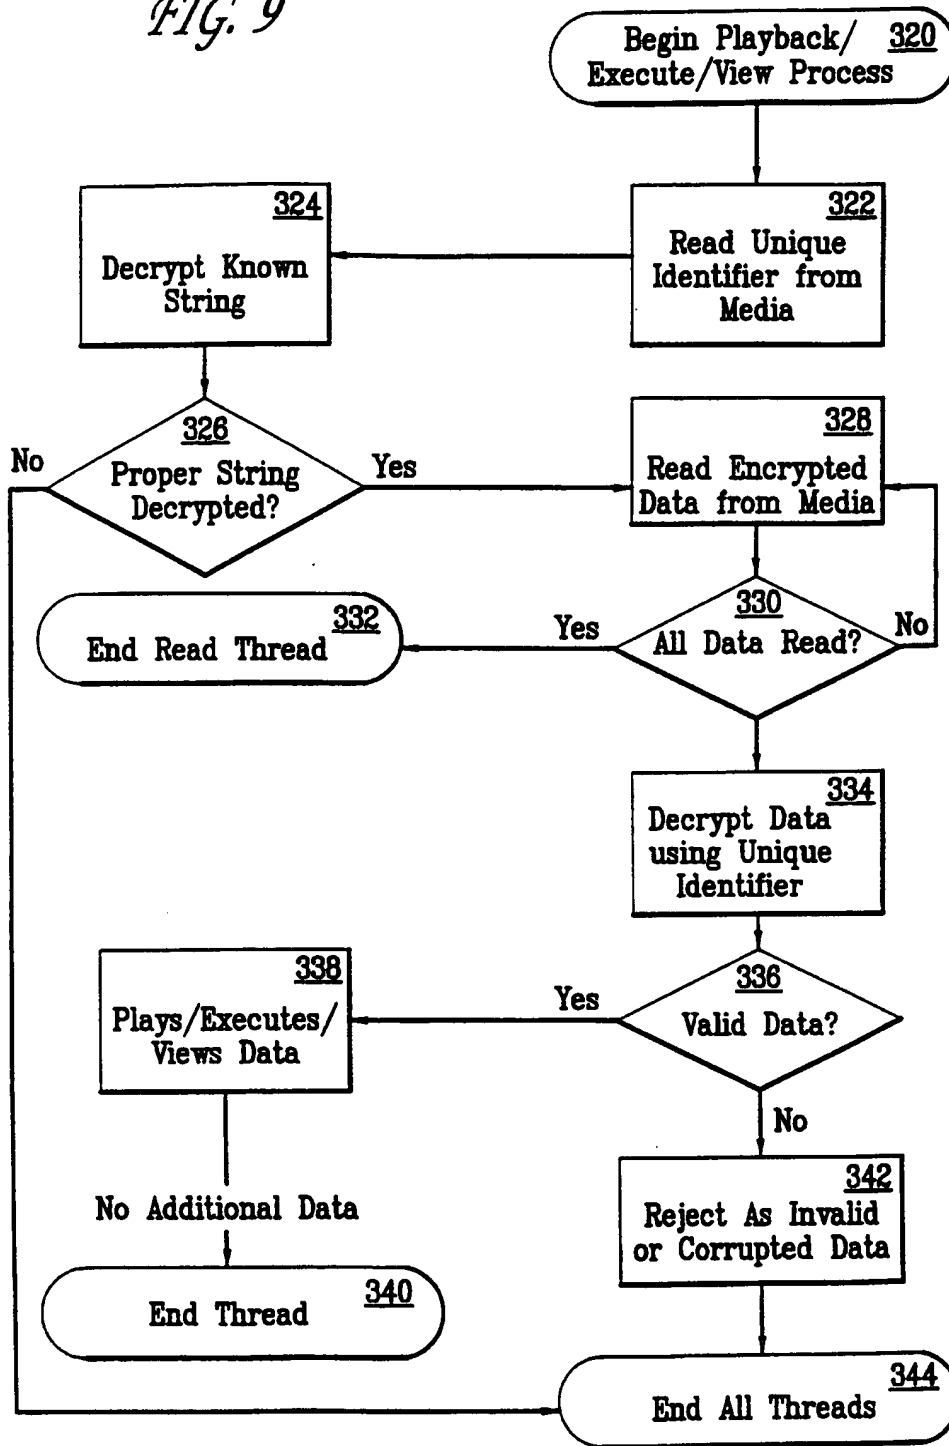 FIG. 9
Begin Playback/ 320
Execute/View Process
322
Read Unique
Identifier from
Media
324
Decrypt Known
String
326
Proper String
Decrypted?
No
Yes
328
Read Encrypted
Data from Media
330
All Data Read?
Yes
No
332
End Read Thread
334
Decrypt Data
using Unique
Identifier
336
Valid Data?
Yes
No
338
Plays/Executes/
Views Data
No Additional Data
340
End Thread
342
Reject As Invalid
or Corrupted Data
344
End All Threads